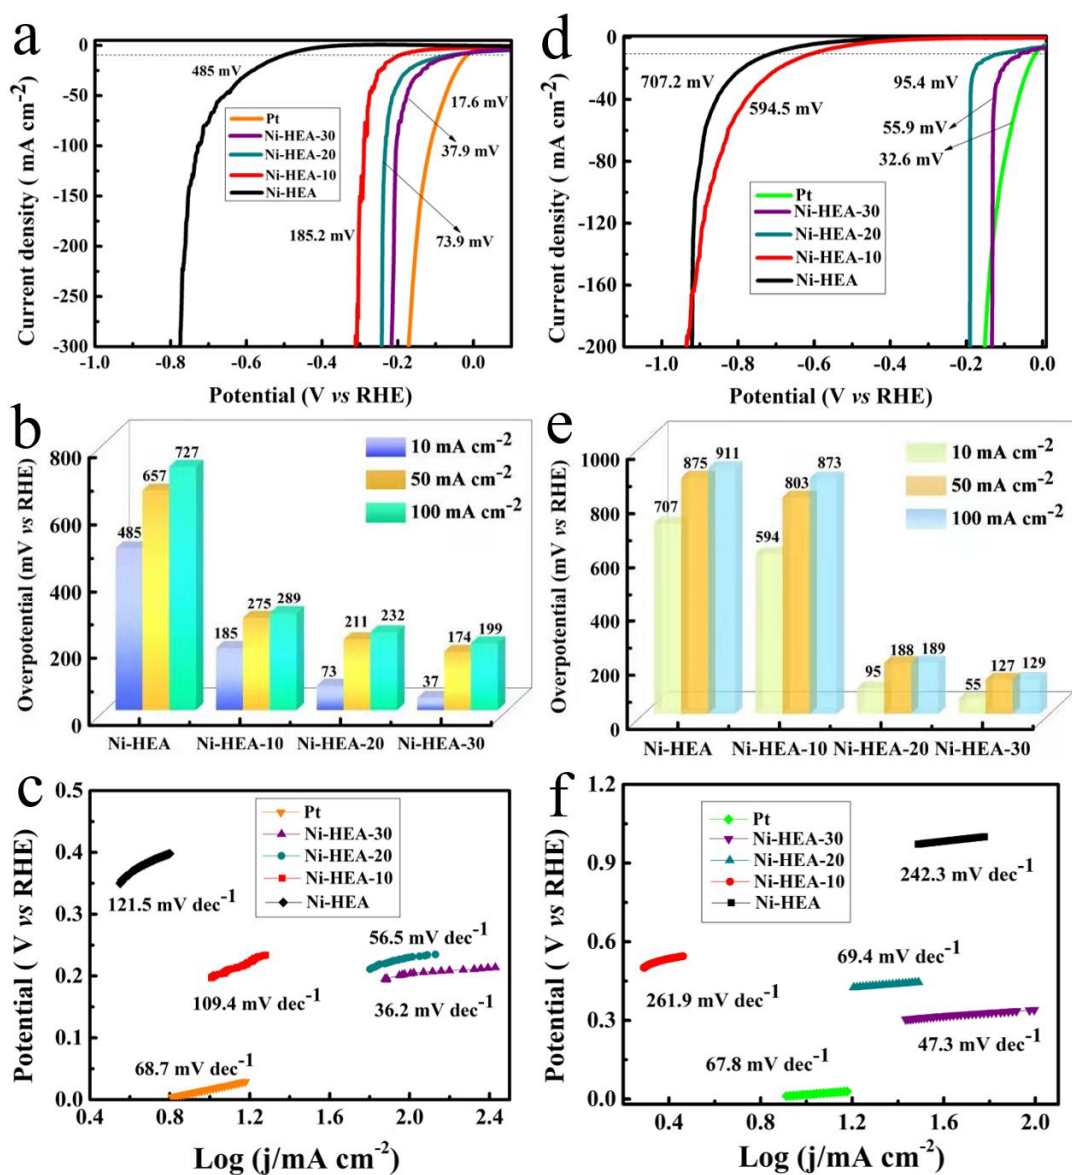 a
0
-50
-100
-150
-200
-250
-300
-1.0
-0.8
-0.6
-0.4
-0.2
0.0
Current density ( mA cm-2)
Potential (V vs RHE)
485 mV
17.6 mV
37.9 mV
73.9 mV
185.2 mV
Pt
Ni-HEA-30
Ni-HEA-20
Ni-HEA-10
Ni-HEA
d
0
-40
-80
-120
-160
-200
-1.0
-0.8
-0.6
-0.4
-0.2
0.0
Current density ( mA cm-2)
Potential (V vs RHE)
707.2 mV
594.5 mV
95.4 mV
55.9 mV
32.6 mV
Pt
Ni-HEA-30
Ni-HEA-20
Ni-HEA-10
Ni-HEA
b
800
600
400
200
0
Overpotential (mV vs RHE)
10 mA cm-2
50 mA cm-2
100 mA cm-2
485
657
727
185
275
289
73
211
232
37
174
199
Ni-HEA
Ni-HEA-10
Ni-HEA-20
Ni-HEA-30
e
1000
800
600
400
200
0
Overpotential (mV vs RHE)
10 mA cm-2
50 mA cm-2
100 mA cm-2
707
875
911
594
803
873
95
188
189
55
127
129
Ni-HEA
Ni-HEA-10
Ni-HEA-20
Ni-HEA-30
c
0.5
0.4
0.3
0.2
0.1
0.0
0.4
0.8
1.2
1.6
2.0
2.4
Potential ( V vs RHE)
Log (j/mA cm-2)
Pt
Ni-HEA-30
Ni-HEA-20
Ni-HEA-10
Ni-HEA
121.5 mV dec-1
56.5 mV dec-1
109.4 mV dec-1
36.2 mV dec-1
68.7 mV dec-1
f
1.2
0.9
0.6
0.3
0.0
0.4
0.8
1.2
1.6
2.0
Potential ( V vs RHE)
Log (j/mA cm-2)
Pt
Ni-HEA-30
Ni-HEA-20
Ni-HEA-10
Ni-HEA
242.3 mV dec-1
69.4 mV dec-1
261.9 mV dec-1
47.3 mV dec-1
67.8 mV dec-1